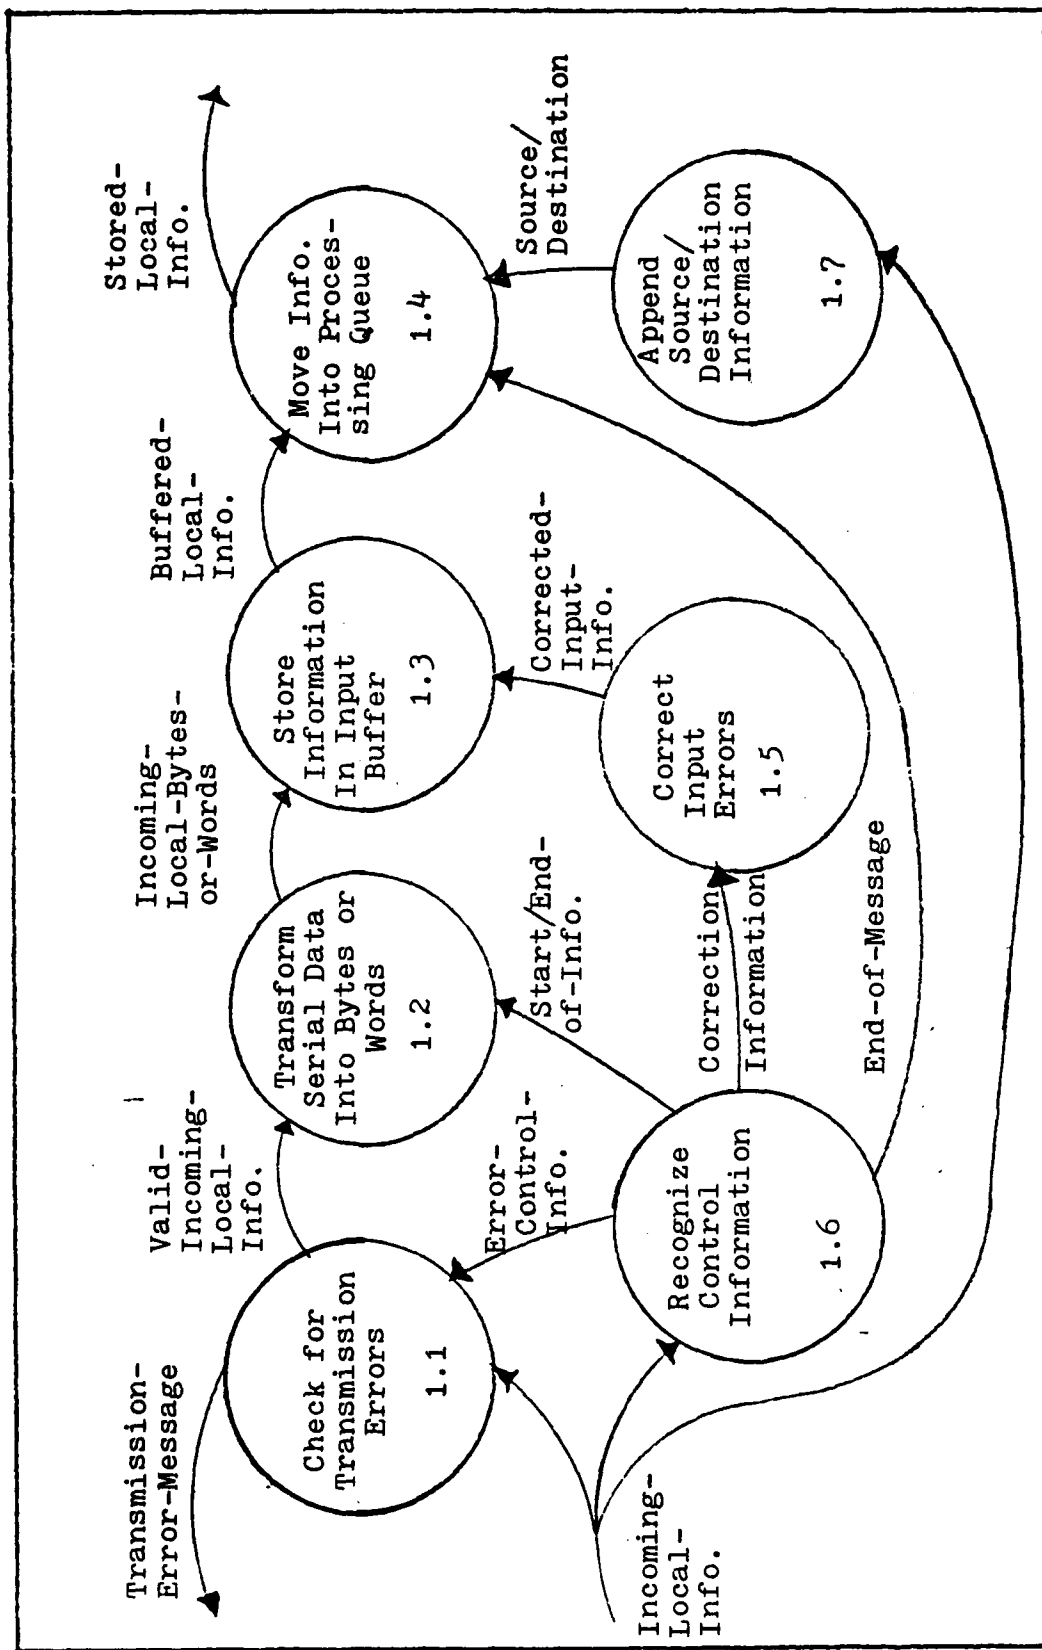 Transmission-
Error-Message
Valid-
Incoming-
Local-
Info.
Incoming-
Local-Bytes-
or-Words
Buffered-
Local-
Info.
Stored-
Local-
Info.
Check for
Transmission
Errors
1.1
Transform
Serial Data
Into Bytes or
Words
1.2
Store
Information
In Input
Buffer
1.3
Move Info.
Into Proces-
sing Queue
1.4
Error-
Control-
Info.
Start/End-
of-Info.
Corrected-
Input-
Info.
Source/
Destination
Incoming-
Local-
Info.
Recognize
Control
Information
1.6
Correction
Information
Correct
Input
Errors
1.5
Append
Source/
Destination
Information
1.7
End-of-Message